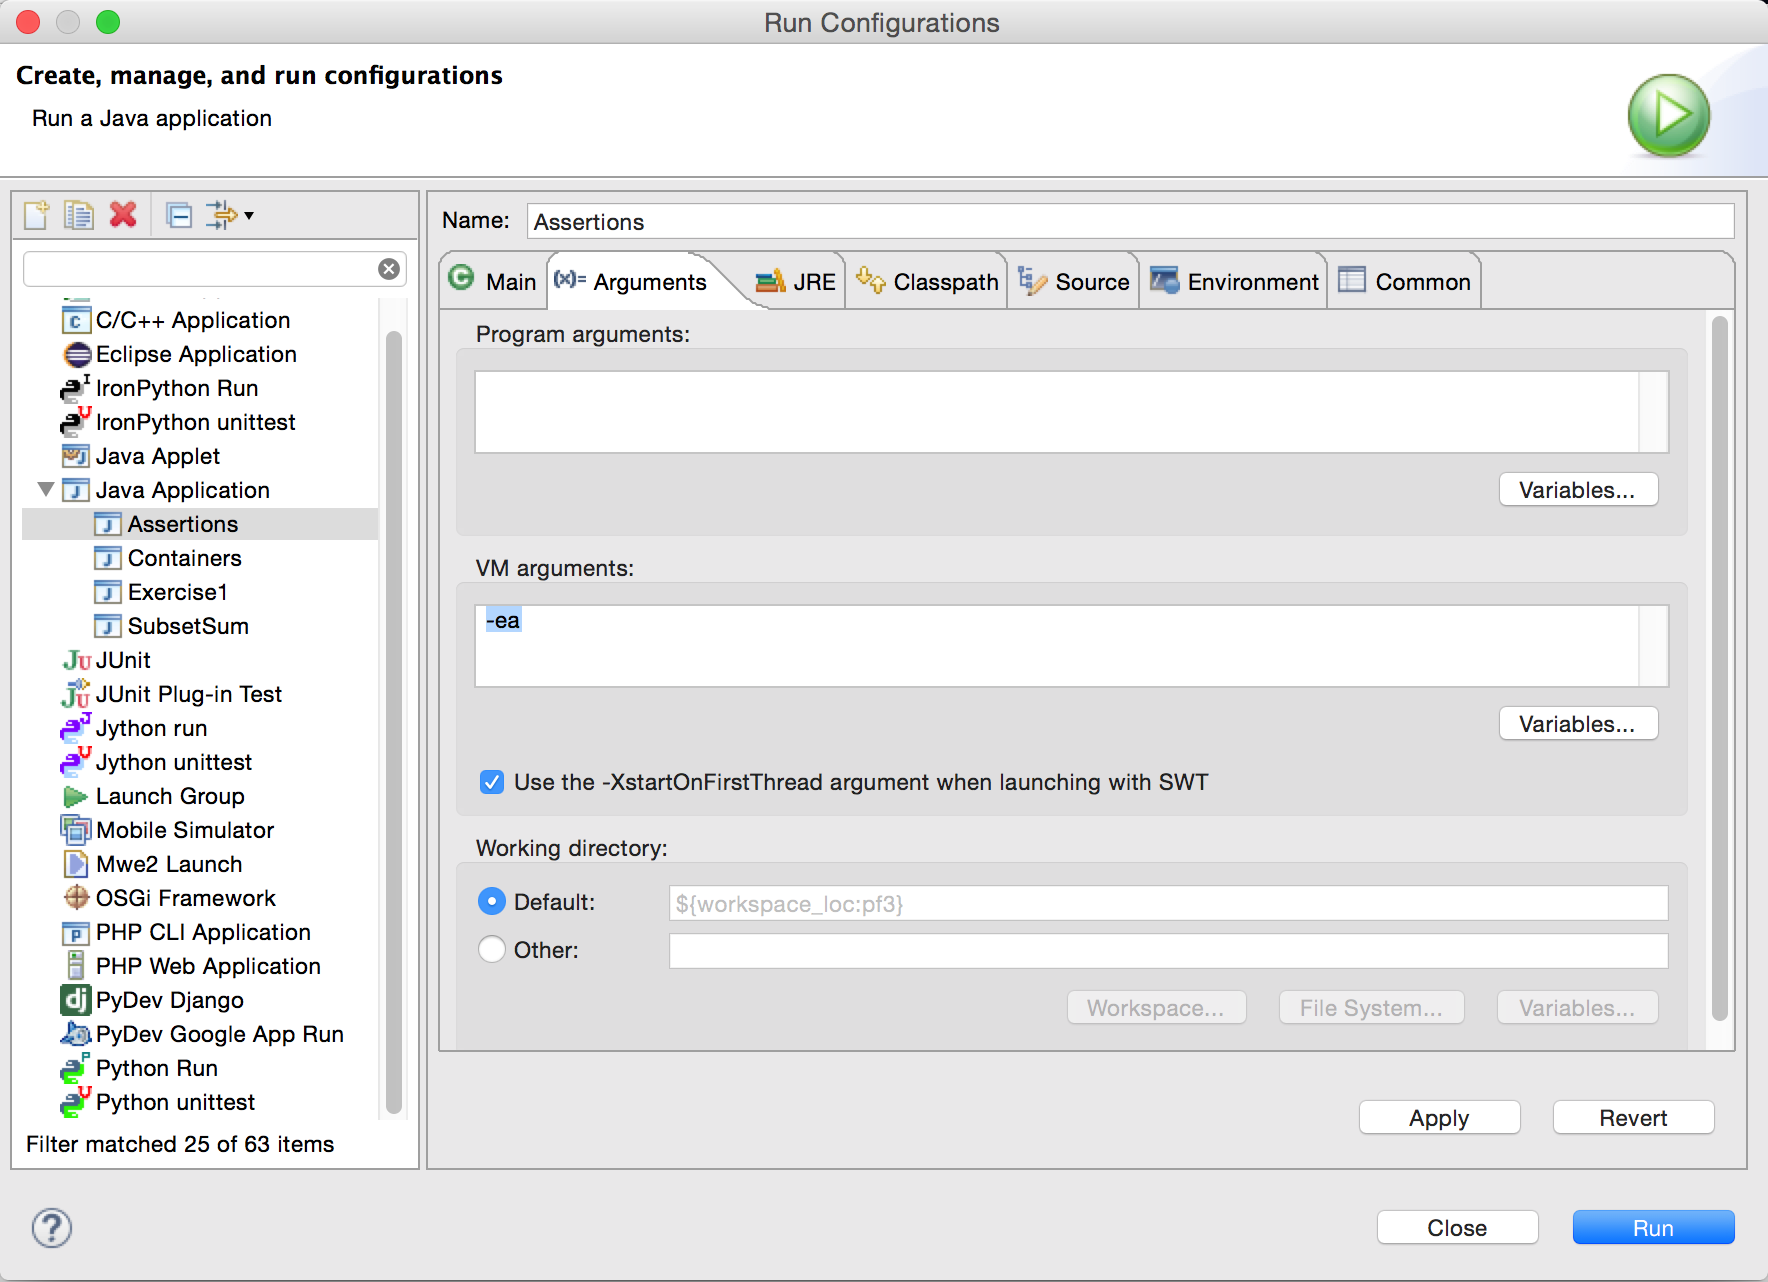 Run Configurations
Create, manage, and run configurations
Run a Java application
C/C++ Application
Eclipse Application
IronPython Run
IronPython unittest
Java Applet
Java Application
Assertions
Containers
Exercise1
SubsetSum
JUnit
JUnit Plug-in Test
Jython run
Jython unittest
Launch Group
Mobile Simulator
Mwe2 Launch
OSGi Framework
PHP CLI Application
PHP Web Application
PyDev Django
PyDev Google App Run
Python Run
Python unittest
Filter matched 25 of 63 items
Name: Assertions
Main (x)= Arguments JRE Classpath Source Environment Common
Program arguments:
Variables...
VM arguments:
-ea
Variables...
Use the -XstartOnFirstThread argument when launching with SWT
Working directory:
Default: ${workspace_loc:pf3}
Other:
Workspace... File System... Variables...
Apply Revert
Close Run